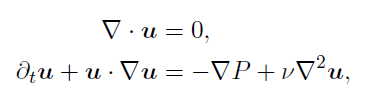 ∇ · u = 0,
∂ₜu + u · ∇u = −∇P + ν∇²u,